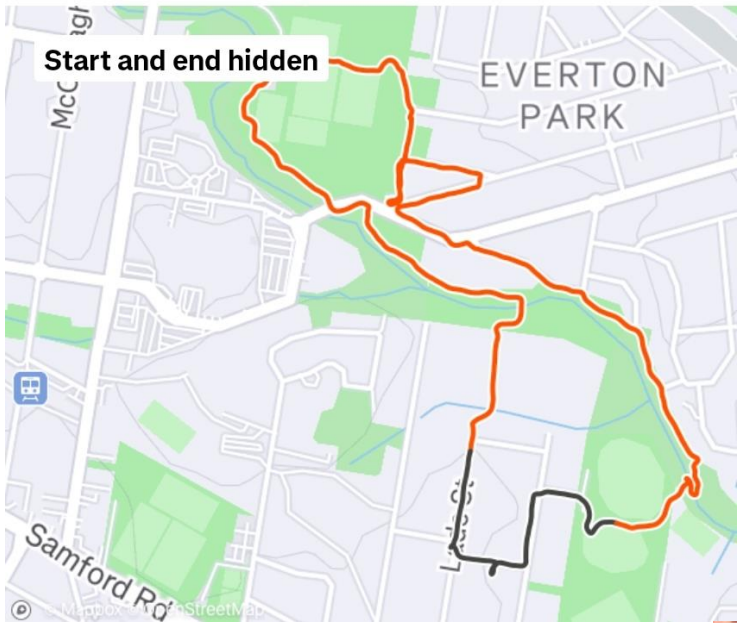 Start and end hidden
EVERTON
PARK
Samford Rd
© Mapbox © OpenStreetMap